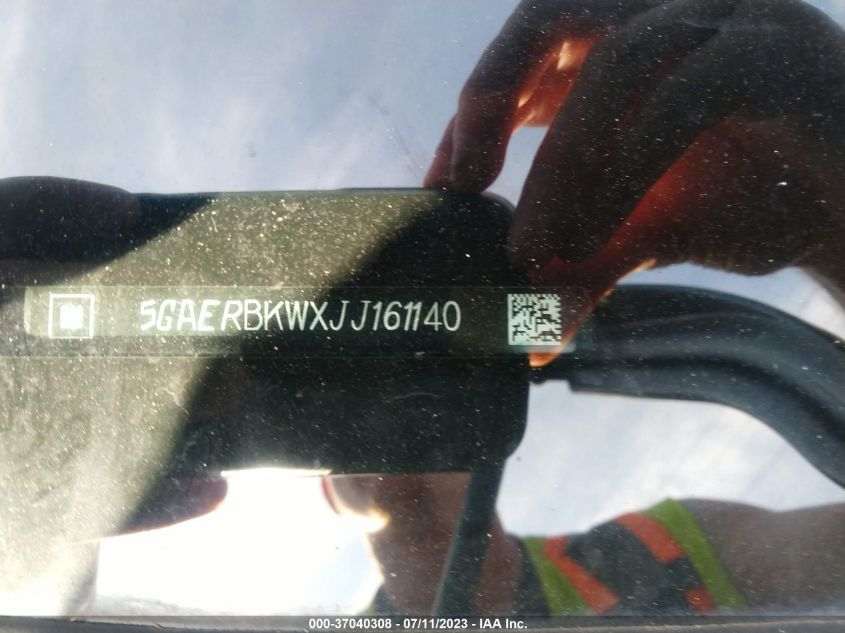 5GAERBKWXJJ161140
000-37040308 - 07/11/2023 - IAA Inc.